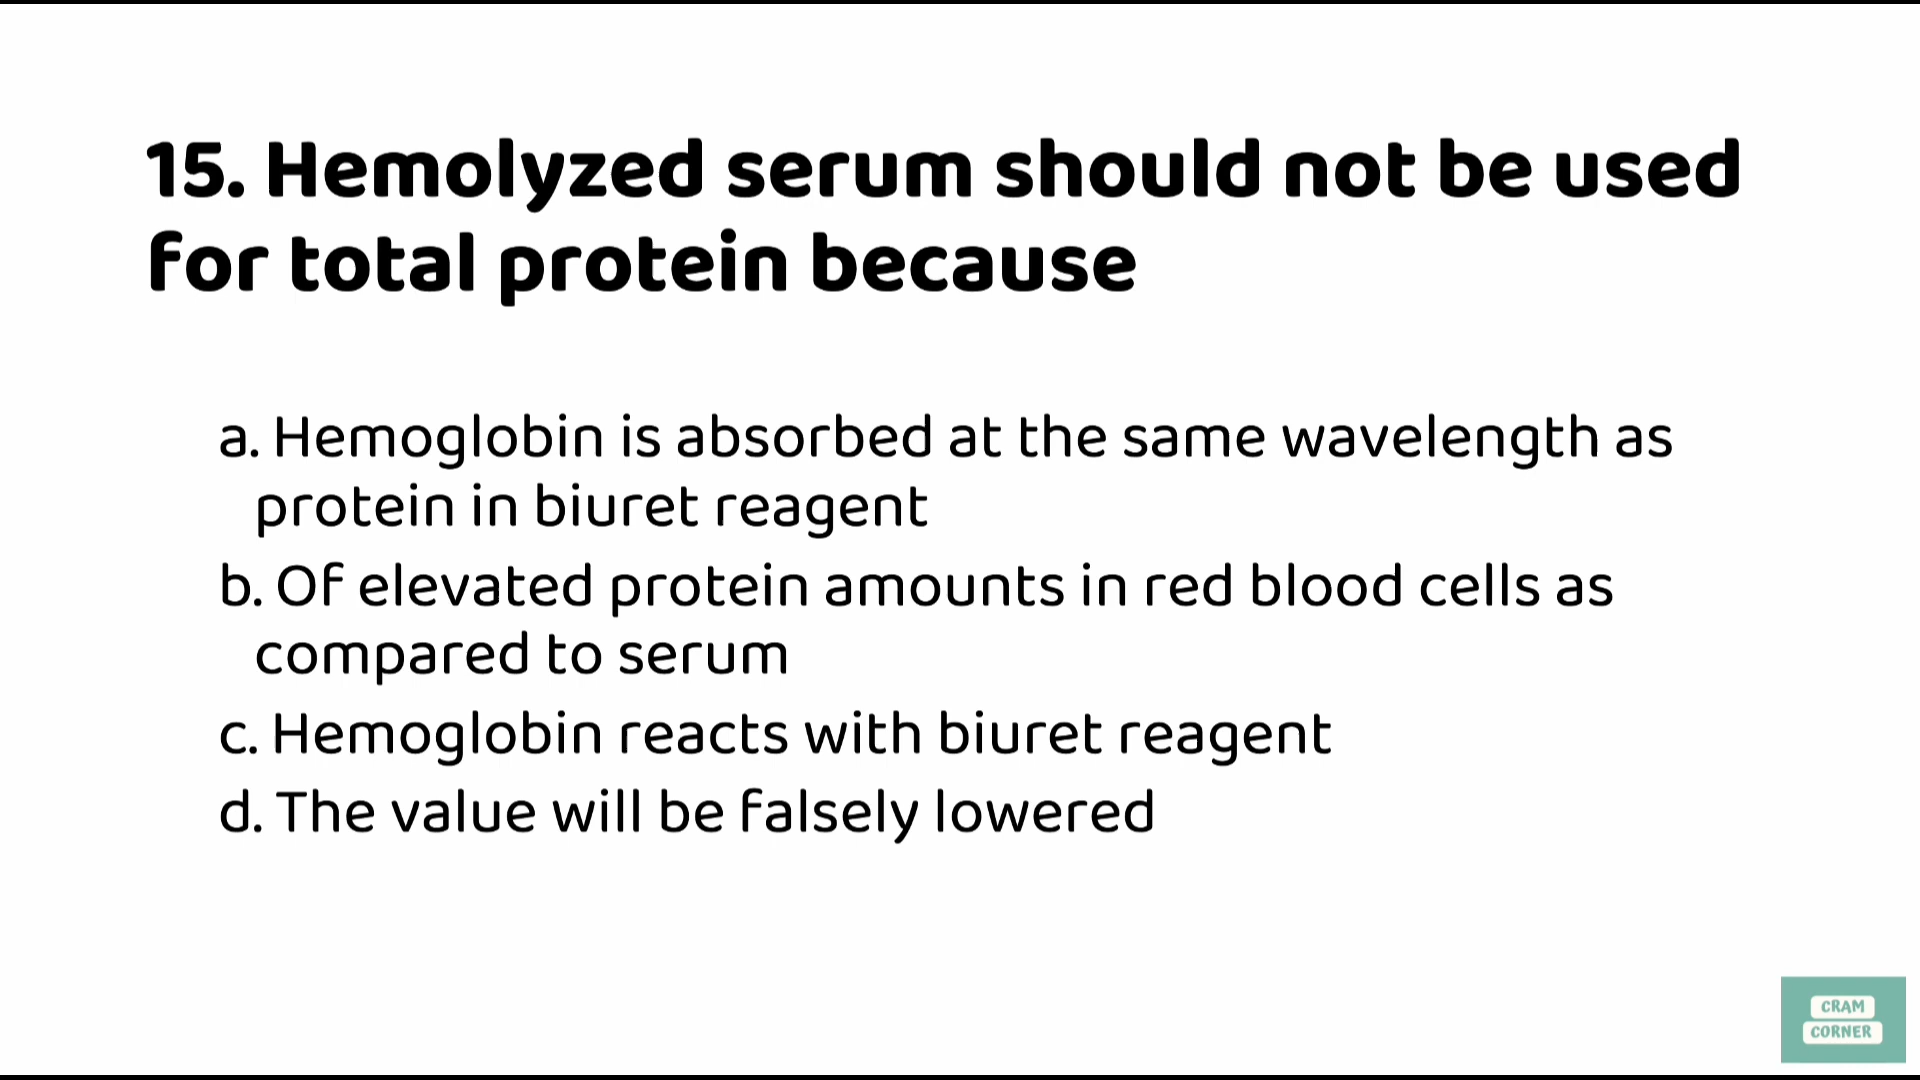 15. Hemolyzed serum should not be used
for total protein because
a. Hemoglobin is absorbed at the same wavelength as
protein in biuret reagent
b. Of elevated protein amounts in red blood cells as
compared to serum
c. Hemoglobin reacts with biuret reagent
d. The value will be falsely lowered
CRAM
CORNER